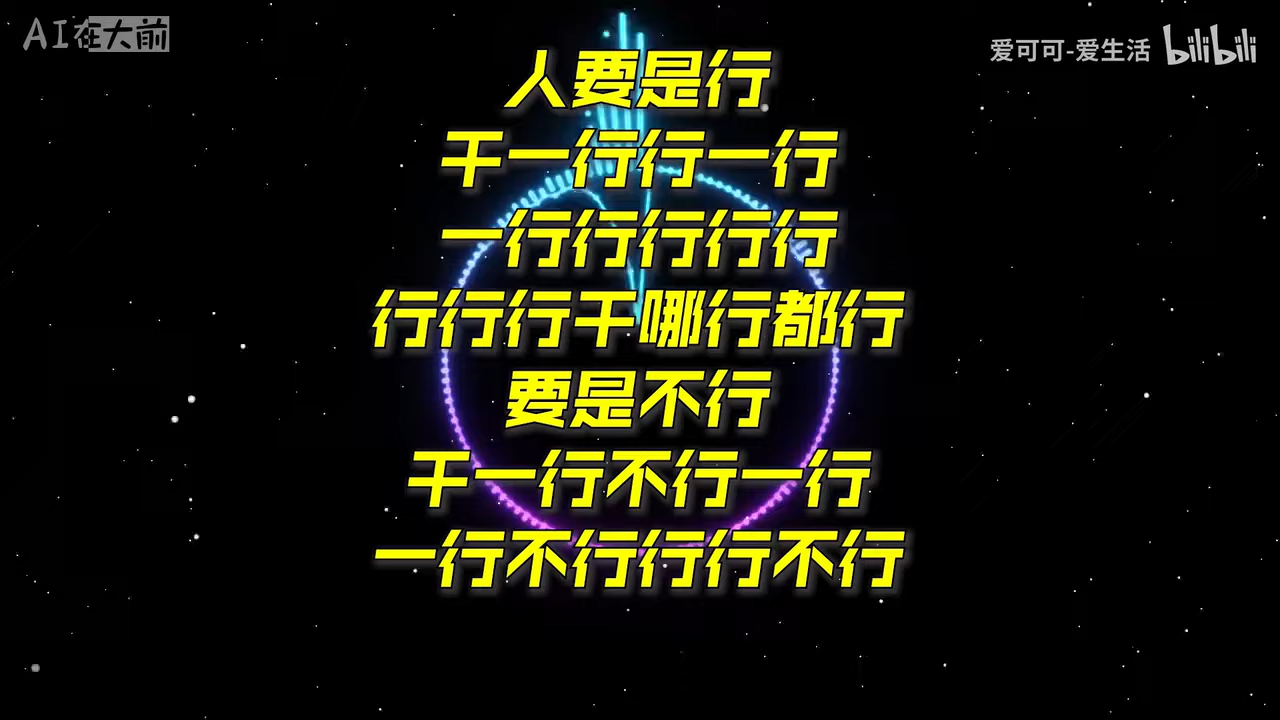 AI在大前
爱可可-爱生活 bilibili
人要是行
干一行行一行
一行行行行行
行行行干哪行都行
要是不行
干一行不行一行
一行不行行行不行